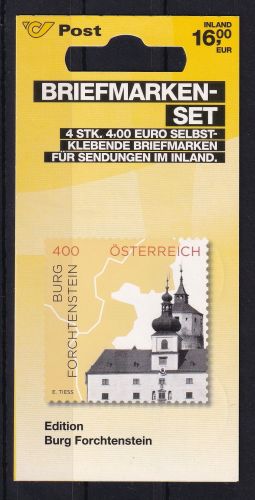 Post
INLAND
16,00
EUR
BRIEFMARKEN-
SET
4 STK. 4,00 EURO SELBST-
KLEBENDE BRIEFMARKEN
FÜR SENDUNGEN IM INLAND.
400 ÖSTERREICH
BURG
FORCHTENSTEIN
E. TIESS
Edition
Burg Forchtenstein